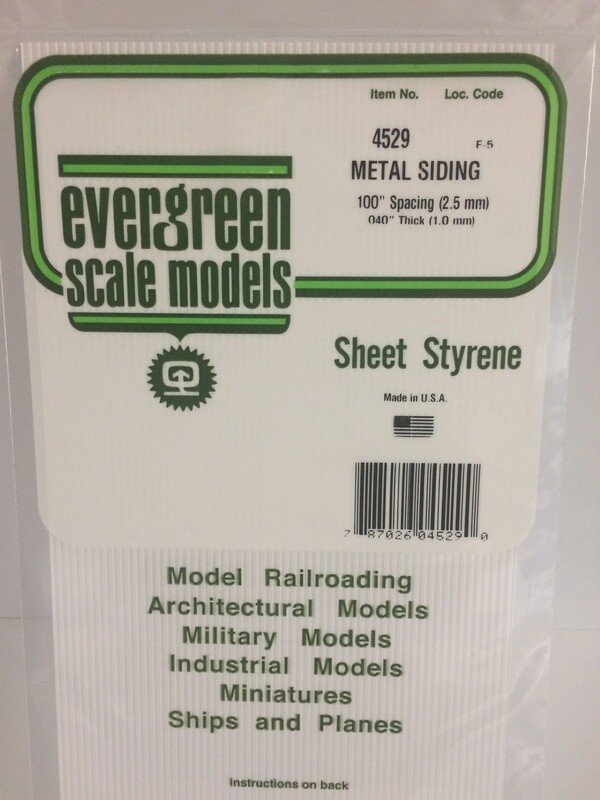 Item No. Loc. Code
4529 F-5
METAL SIDING
100" Spacing (2.5 mm)
040" Thick (1.0 mm)
evergreen
scale models
Sheet Styrene
Made in U.S.A.
7 87026 04529 0
Model Railroading
Architectural Models
Military Models
Industrial Models
Miniatures
Ships and Planes
Instructions on back